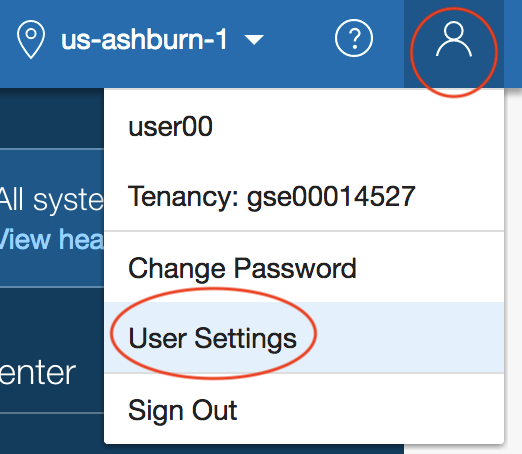 us-ashburn-1
?
user00
Tenancy: gse00014527
All syste
View hea
Change Password
User Settings
enter
Sign Out